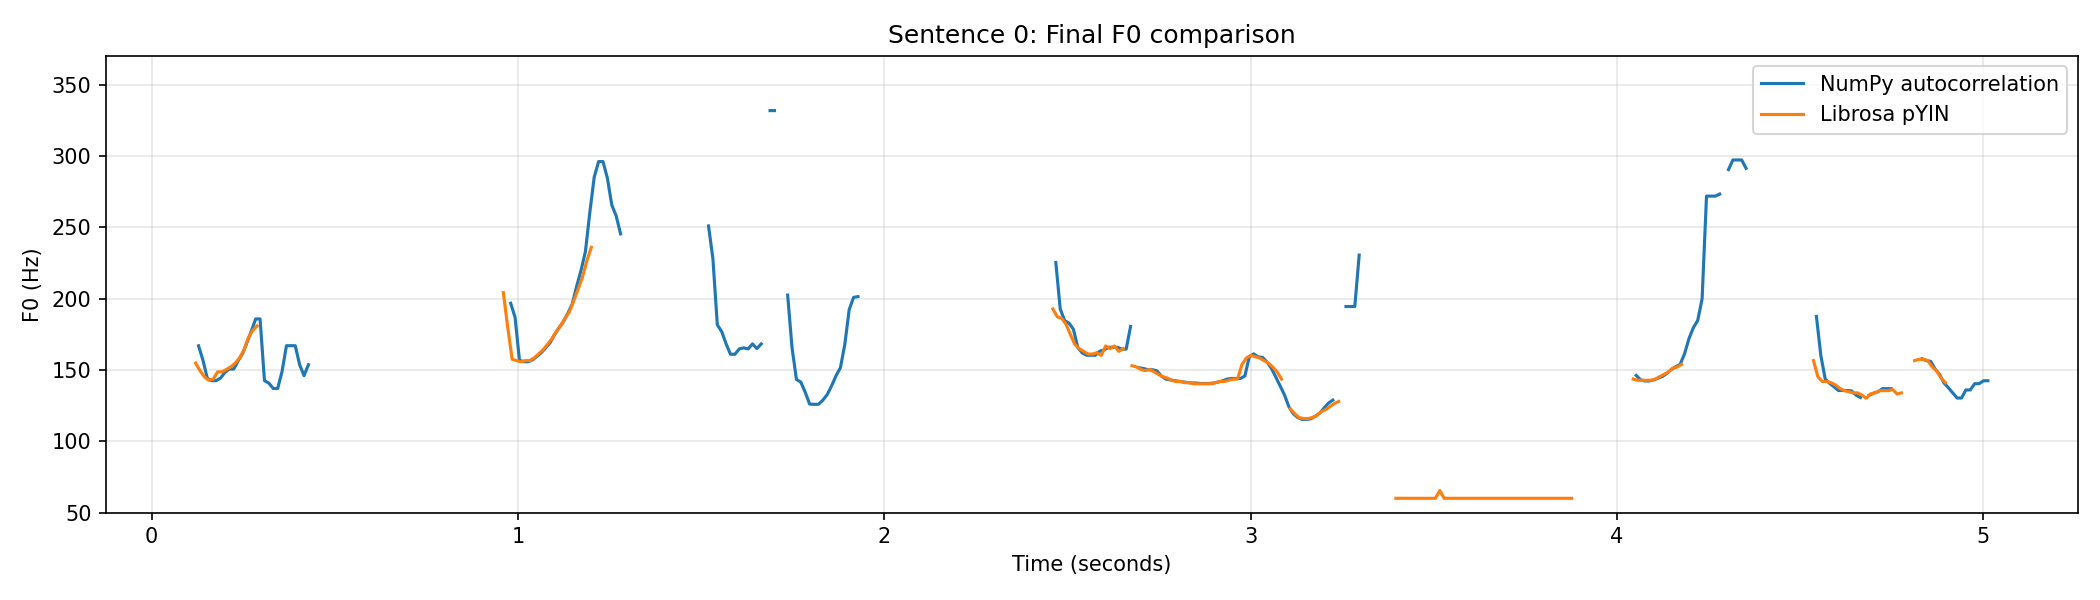 Sentence 0: Final F0 comparison
NumPy autocorrelation
Librosa pYIN
F0 (Hz)
350
300
250
200
150
100
50
0 1 2 3 4 5
Time (seconds)